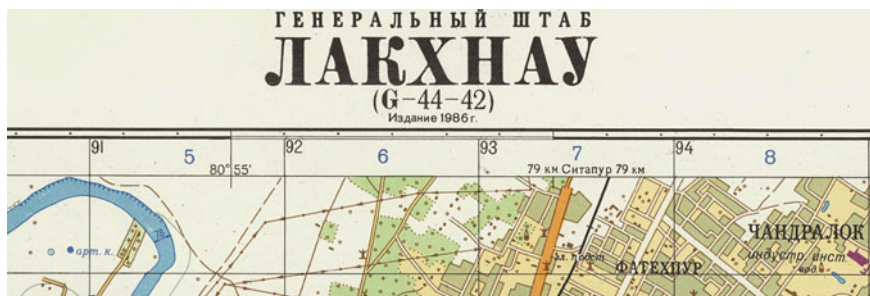 ГЕНЕРАЛЬНЫЙ ШТАБ
ЛАКХНАУ
(G-44-42)
Издание 1986 г.
91 5 92 6 93 7 94 8
80°55' 79 км Ситапур 79 км
ЧАНДРАЛОК
арт. к.
индустр. инст.
ФАТЕХПУР